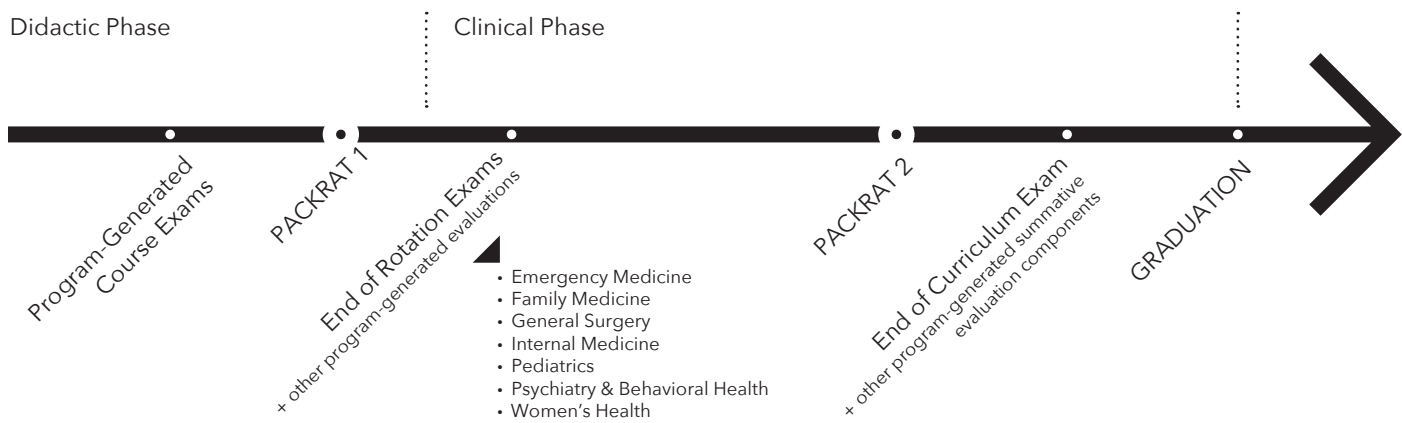 Didactic Phase
Clinical Phase
Program-Generated
Course Exams
PACKRAT 1
End of Rotation Exams
+ other program-generated evaluations
• Emergency Medicine
• Family Medicine
• General Surgery
• Internal Medicine
• Pediatrics
• Psychiatry & Behavioral Health
• Women’s Health
PACKRAT 2
End of Curriculum Exam
+ other program-generated summative
evaluation components
GRADUATION